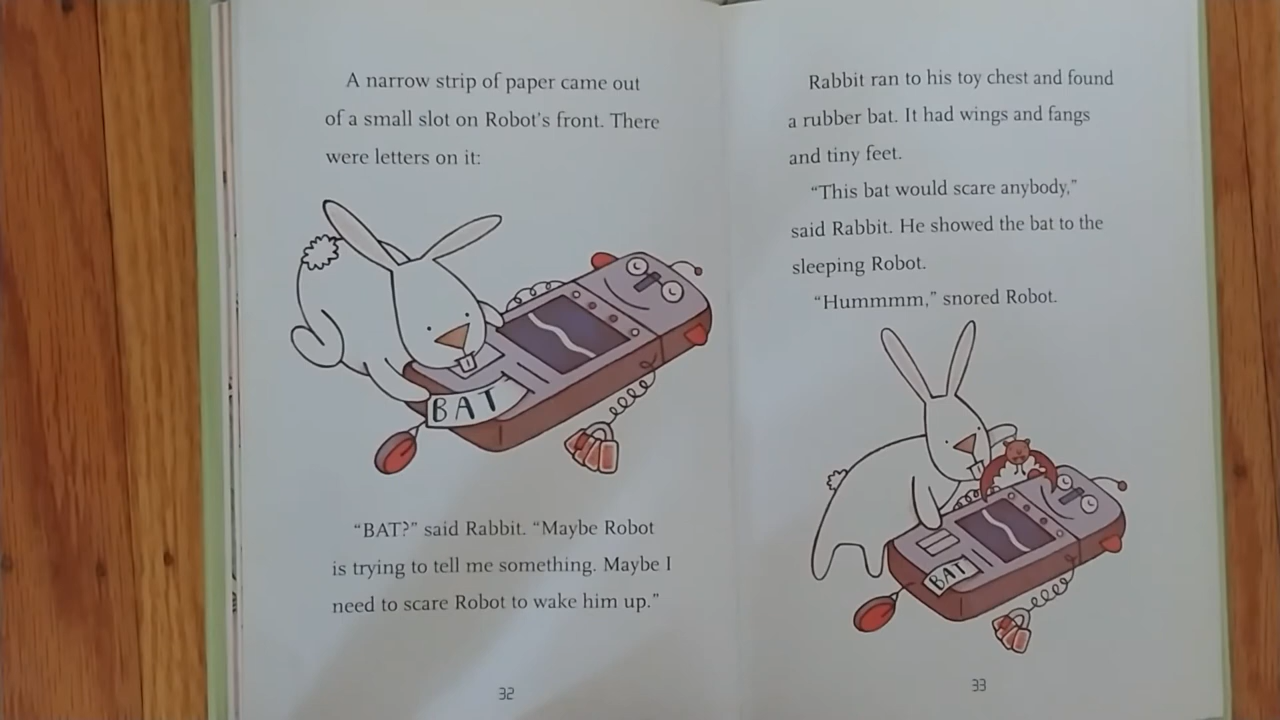 A narrow strip of paper came out
of a small slot on Robot's front. There
were letters on it:
BAT
“BAT?” said Rabbit. “Maybe Robot
is trying to tell me something. Maybe I
need to scare Robot to wake him up.”
32
Rabbit ran to his toy chest and found
a rubber bat. It had wings and fangs
and tiny feet.
“This bat would scare anybody,”
said Rabbit. He showed the bat to the
sleeping Robot.
“Hummmm,” snored Robot.
BAT
33